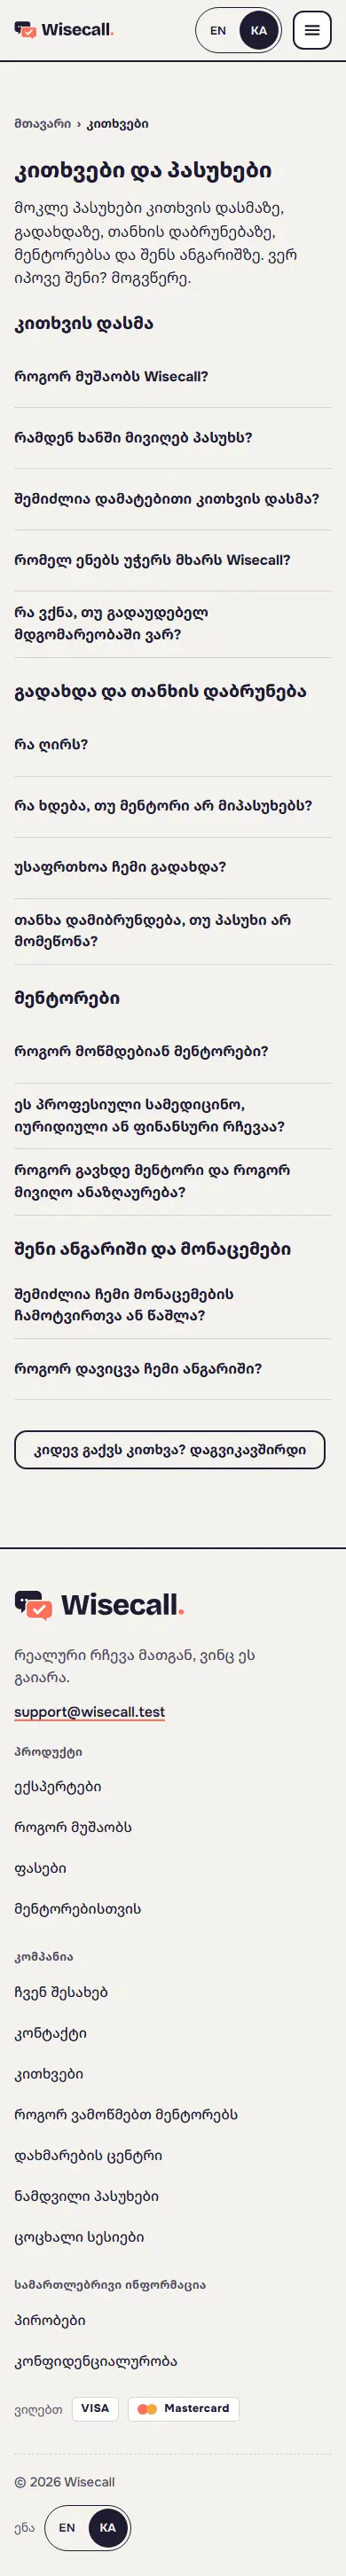 Wisecall.
EN KA
მთავარი › კითხვები
კითხვები და პასუხები
მოკლე პასუხები კითხვის დასმაზე,
გადახდაზე, თანხის დაბრუნებაზე,
მენტორებსა და შენს ანგარიშზე. ვერ
იპოვე შენი? მოგვწერე.
კითხვის დასმა
როგორ მუშაობს Wisecall?
რამდენ ხანში მივიღებ პასუხს?
შემიძლია დამატებითი კითხვის დასმა?
რომელ ენებს უჭერს მხარს Wisecall?
რა ვქნა, თუ გადაუდებელ
მდგომარეობაში ვარ?
გადახდა და თანხის დაბრუნება
რა ღირს?
რა ხდება, თუ მენტორი არ მიპასუხებს?
უსაფრთხოა ჩემი გადახდა?
თანხა დამიბრუნდება, თუ პასუხი არ
მომეწონა?
მენტორები
როგორ მოწმდებიან მენტორები?
ეს პროფესიული სამედიცინო,
იურიდიული ან ფინანსური რჩევაა?
როგორ გავხდე მენტორი და როგორ
მივიღო ანაზღაურება?
შენი ანგარიში და მონაცემები
შემიძლია ჩემი მონაცემების
ჩამოტვირთვა ან წაშლა?
როგორ დავიცვა ჩემი ანგარიში?
კიდევ გაქვს კითხვა? დაგვიკავშირდი
Wisecall.
რეალური რჩევა მათგან, ვინც ეს
გაიარა.
support@wisecall.test
პროდუქტი
ექსპერტები
როგორ მუშაობს
ფასები
მენტორებისთვის
კომპანია
ჩვენ შესახებ
კონტაქტი
კითხვები
როგორ ვამოწმებთ მენტორებს
დახმარების ცენტრი
ნამდვილი პასუხები
ცოცხალი სესიები
სამართლებრივი ინფორმაცია
პირობები
კონფიდენციალურობა
ვიღებთ VISA Mastercard
© 2026 Wisecall
ენა EN KA